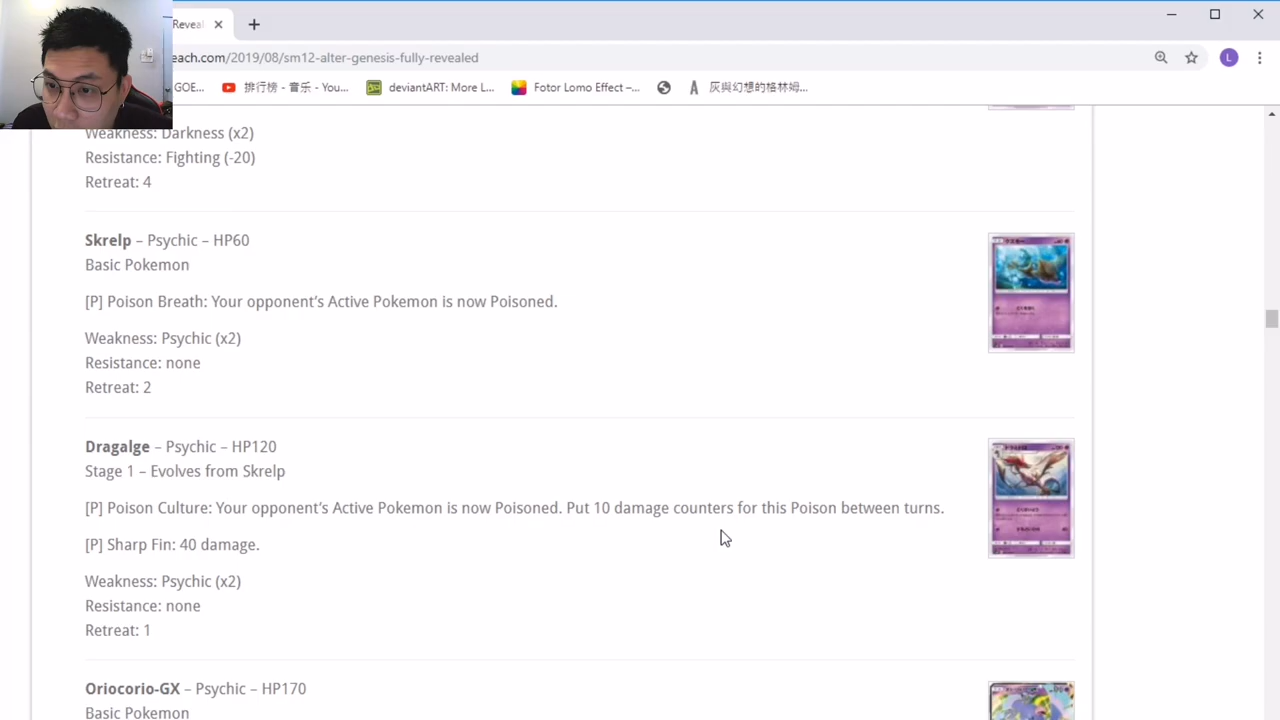 Reveal
each.com/2019/08/sm12-alter-genesis-fully-revealed
L
GOE...
排行榜 - 音乐 - You...
deviantART: More L...
Fotor Lomo Effect –...
灰與幻想的格林姆...
Weakness: Darkness (x2)
Resistance: Fighting (-20)
Retreat: 4
Skrelp – Psychic – HP60
Basic Pokemon
[P] Poison Breath: Your opponent’s Active Pokemon is now Poisoned.
Weakness: Psychic (x2)
Resistance: none
Retreat: 2
Dragalge – Psychic – HP120
Stage 1 – Evolves from Skrelp
[P] Poison Culture: Your opponent’s Active Pokemon is now Poisoned. Put 10 damage counters for this Poison between turns.
[P] Sharp Fin: 40 damage.
Weakness: Psychic (x2)
Resistance: none
Retreat: 1
Oriocorio-GX – Psychic – HP170
Basic Pokemon